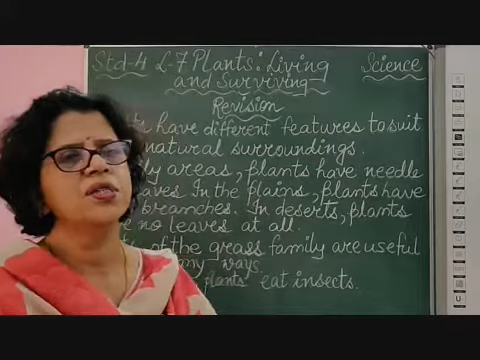 Std-4 L-7 Plants: Living Science
and Surviving
Revision
have different features to suit
natural surroundings.
areas, plants have needle
In the plains, plants have
branches. In deserts, plants
no leaves at all.
of the grass family are useful
ways.
plants eat insects.